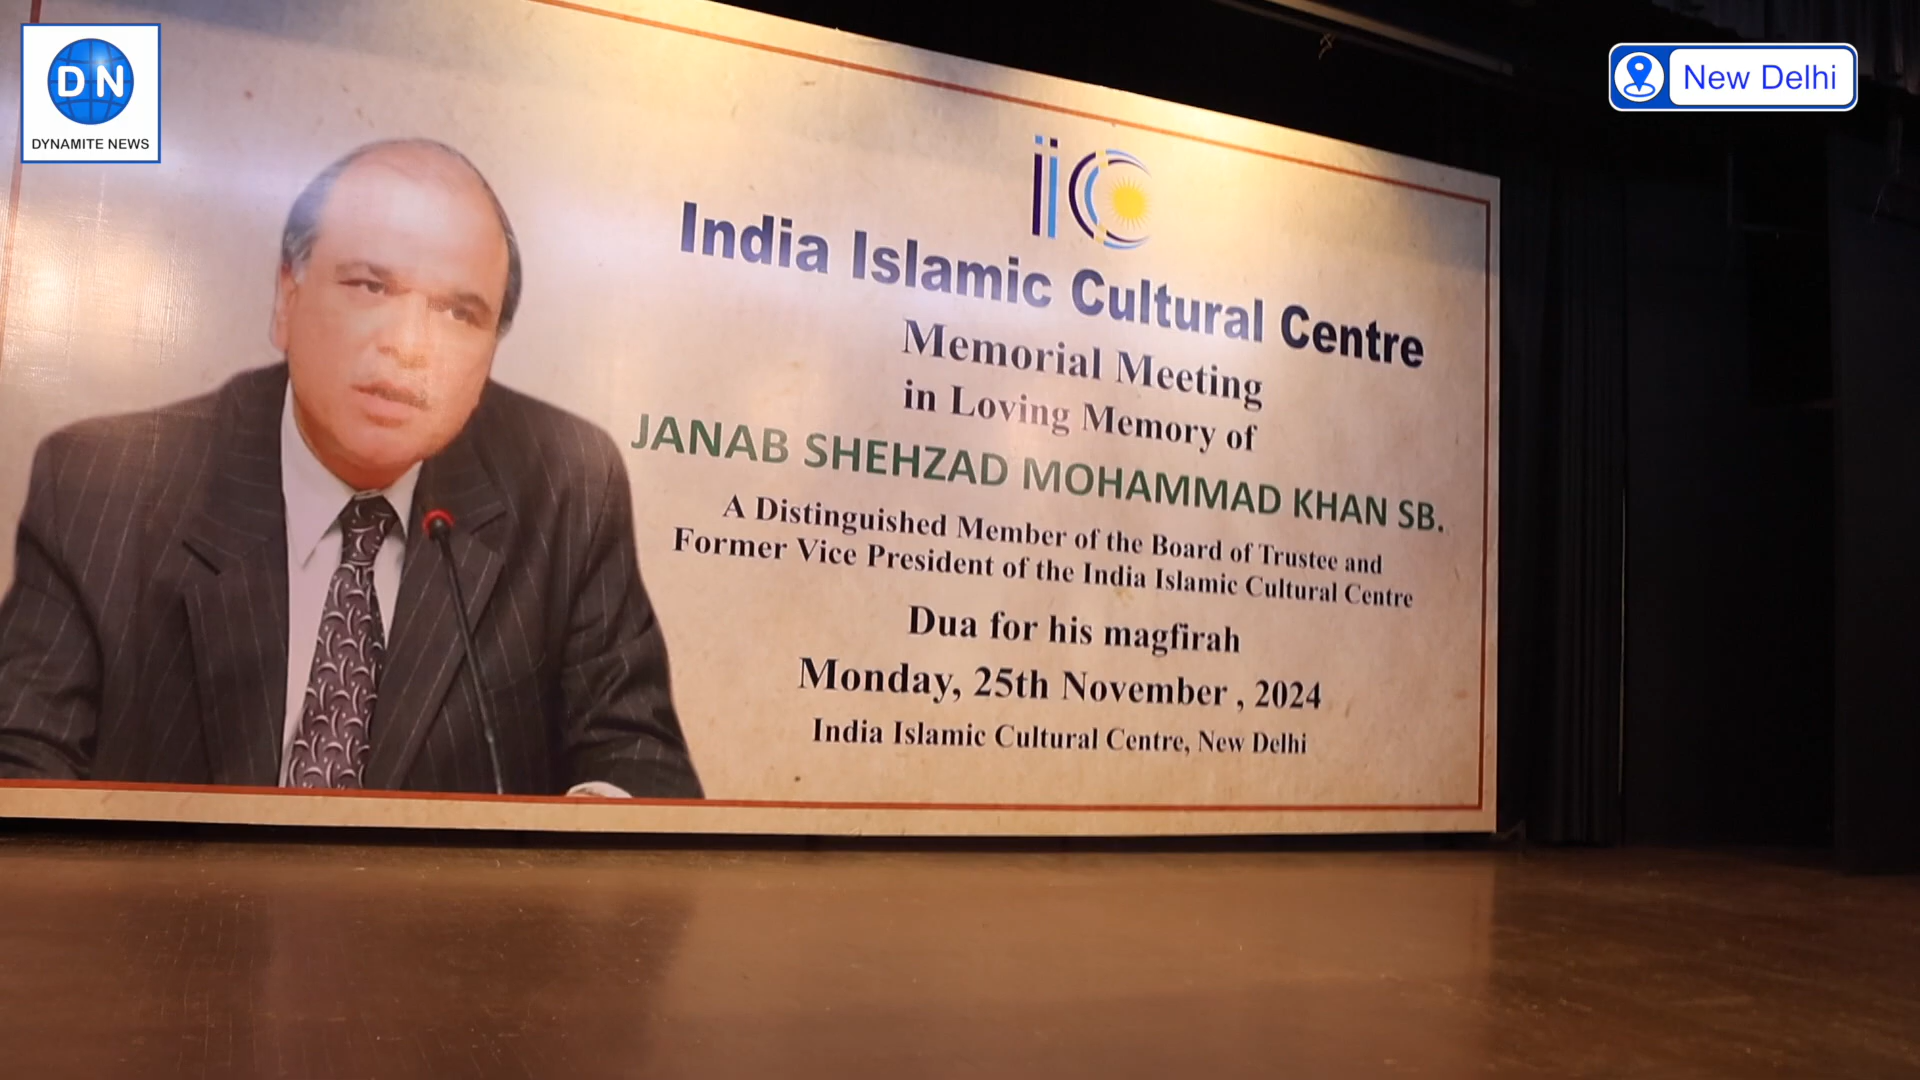 DN
DYNAMITE NEWS
New Delhi
iiC
India Islamic Cultural Centre
Memorial Meeting
in Loving Memory of
JANAB SHEHZAD MOHAMMAD KHAN SB.
A Distinguished Member of the Board of Trustee and
Former Vice President of the India Islamic Cultural Centre
Dua for his magfirah
Monday, 25th November , 2024
India Islamic Cultural Centre, New Delhi